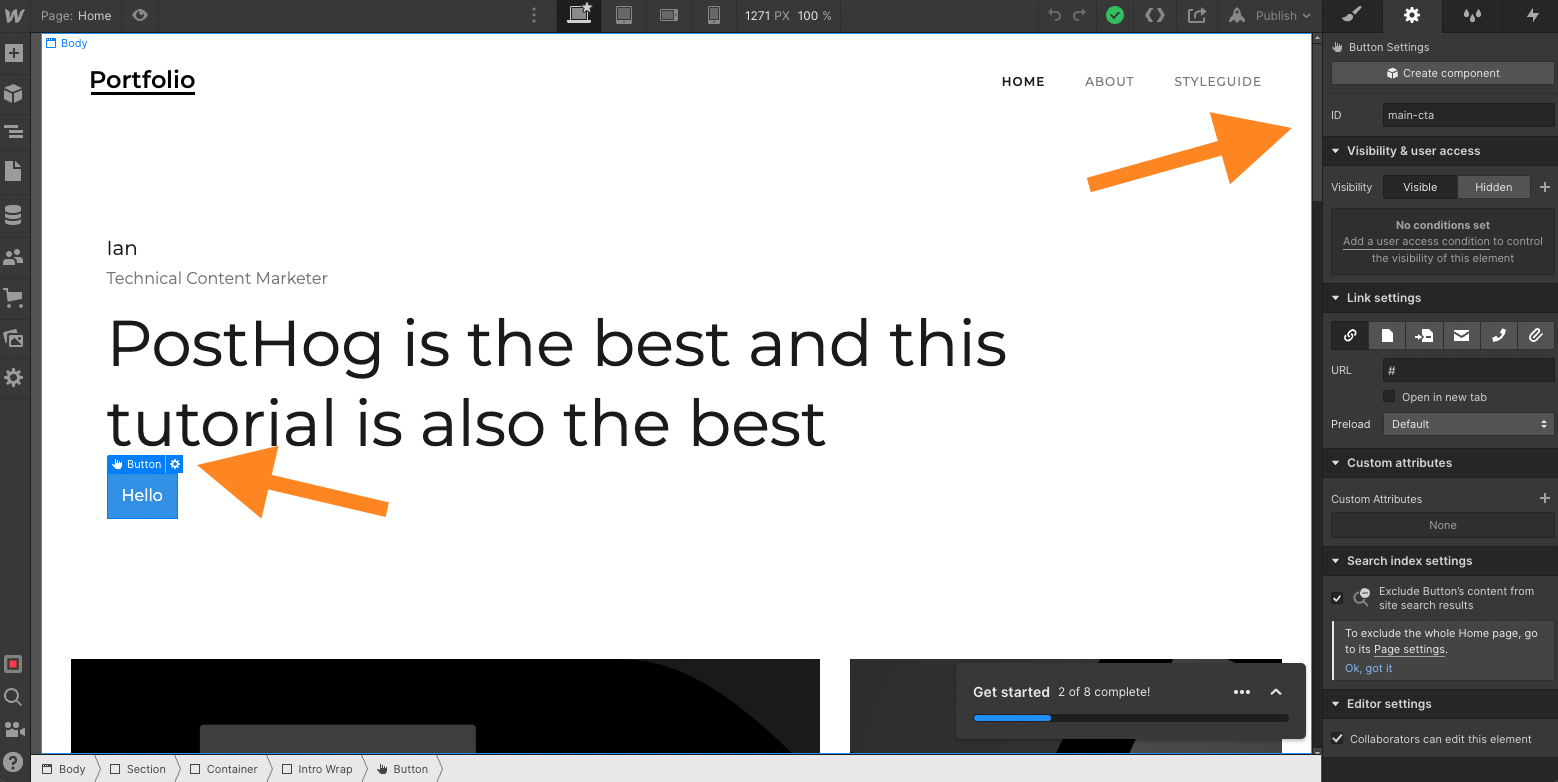 Page: Home
1271 PX 100 %
Publish
Body
Portfolio
HOME ABOUT STYLEGUIDE
Ian
Technical Content Marketer
PostHog is the best and this
tutorial is also the best
Button
Hello
Get started 2 of 8 complete!
Body Section Container Intro Wrap Button
Button Settings
Create component
ID main-cta
Visibility & user access
Visibility Visible Hidden
No conditions set
Add a user access condition to control
the visibility of this element
Link settings
URL #
Open in new tab
Preload Default
Custom attributes
Custom Attributes
None
Search index settings
Exclude Button's content from
site search results
To exclude the whole Home page, go
to its Page settings.
Ok, got it
Editor settings
Collaborators can edit this element